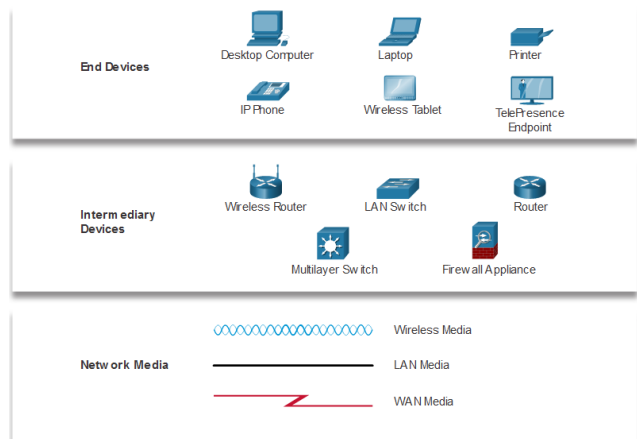 Desktop Computer
Laptop
Printer
End Devices
IP Phone
Wireless Tablet
TelePresence
Endpoint
Wireless Router
LAN Switch
Router
Intermediary
Devices
Multilayer Switch
Firewall Appliance
Wireless Media
Network Media
LAN Media
WAN Media